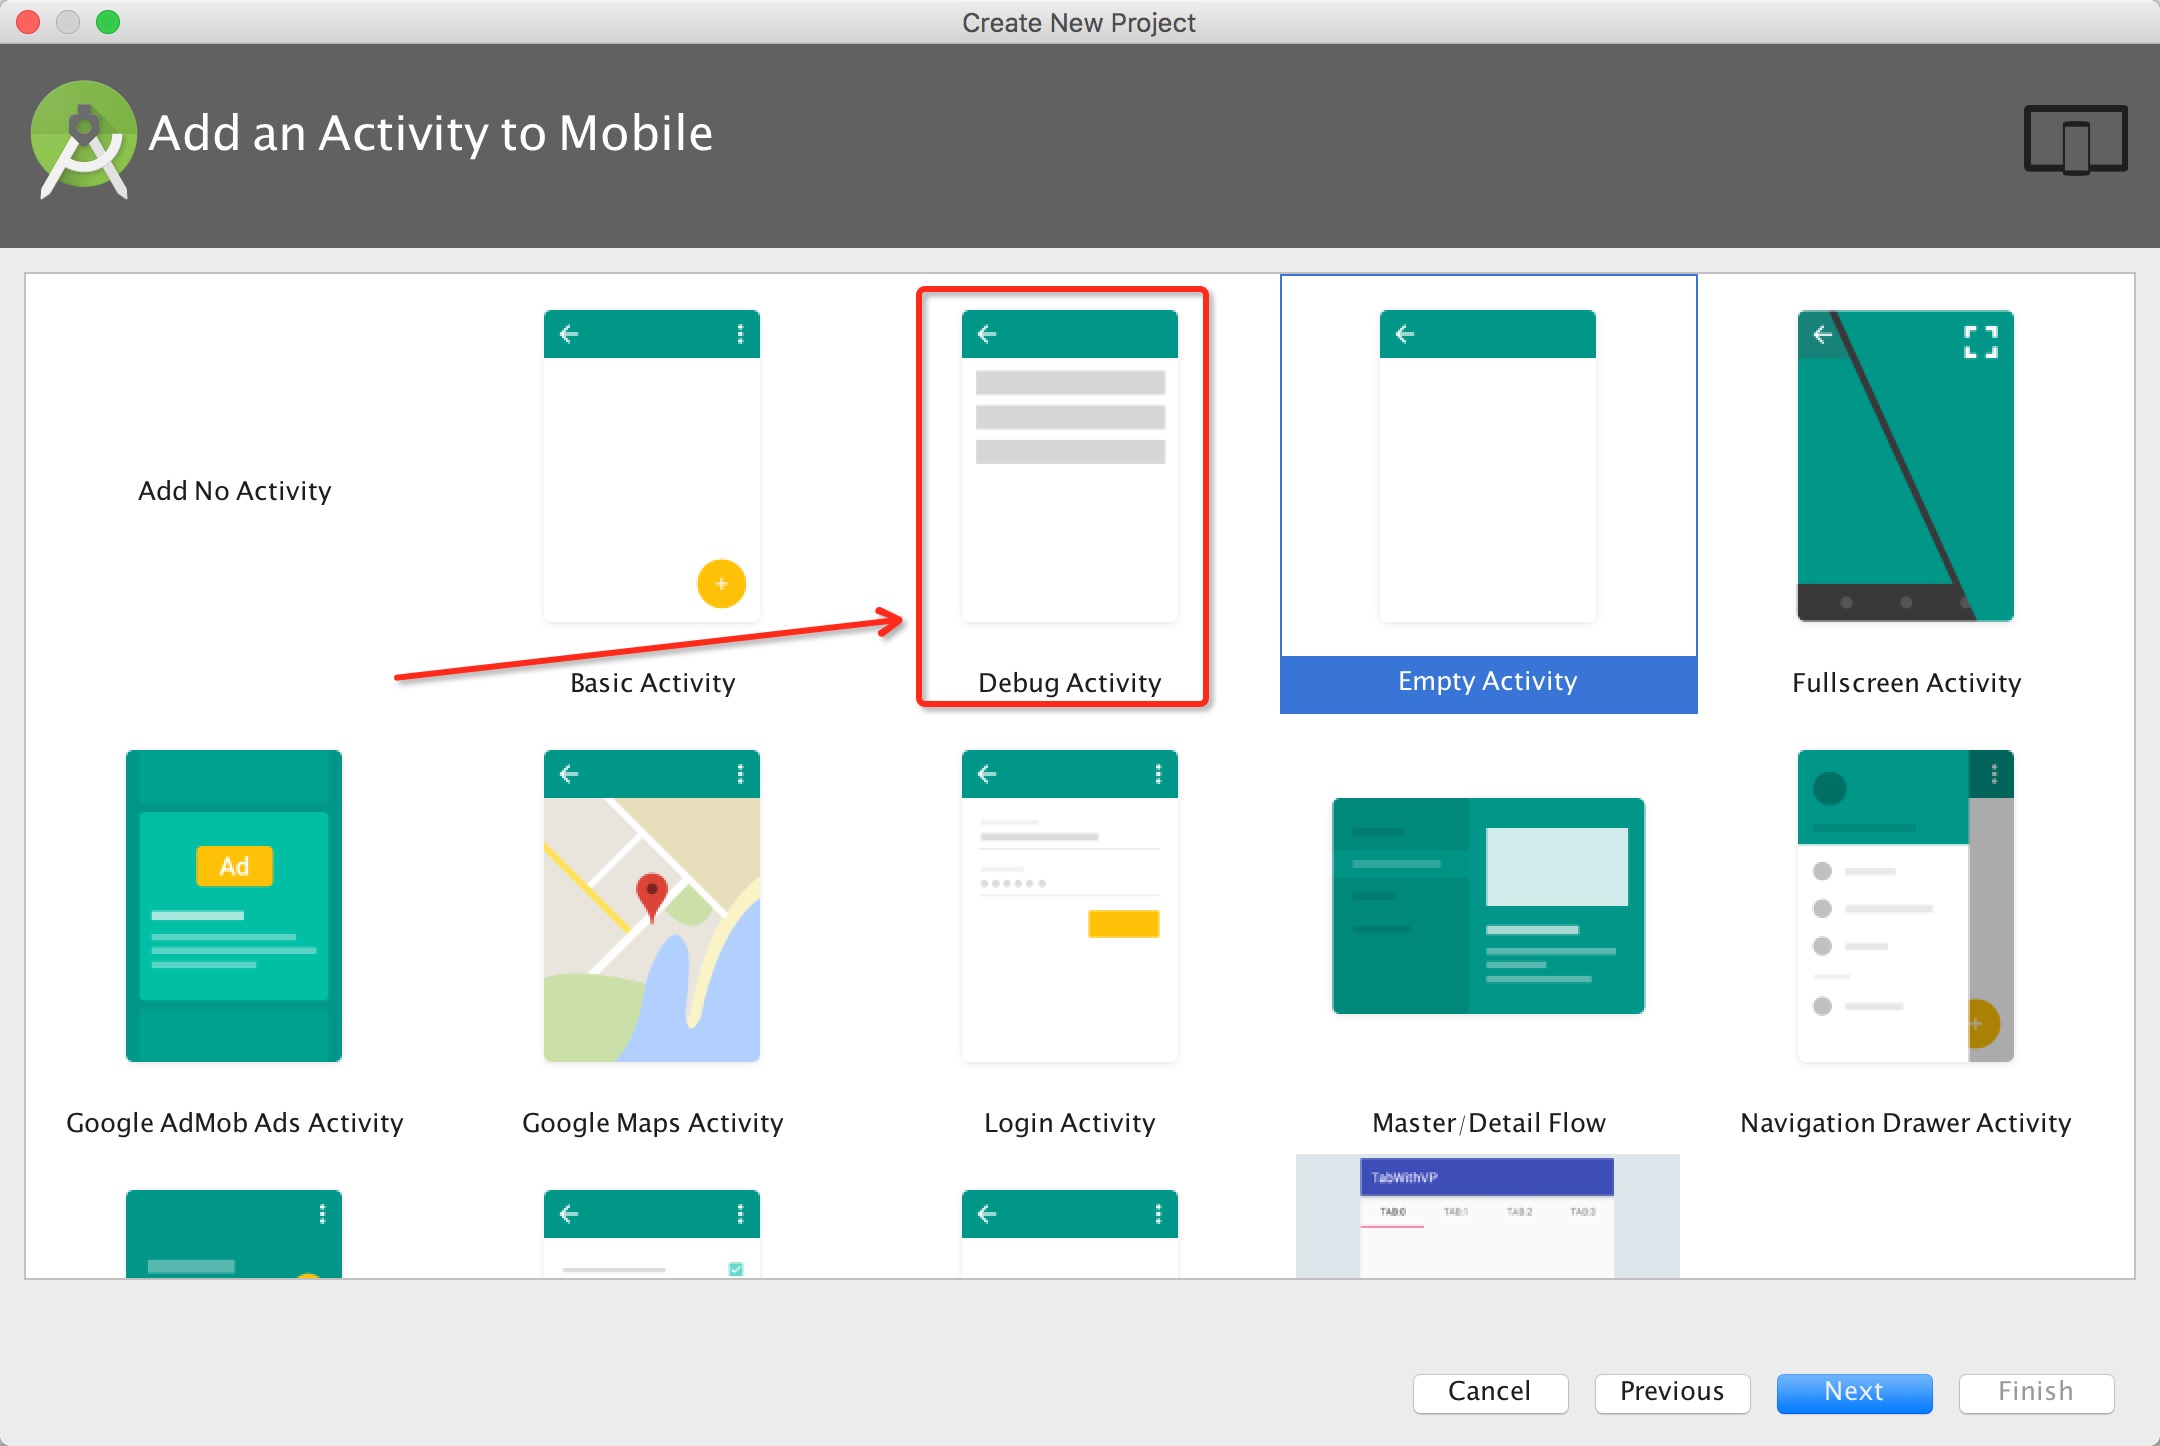 Create New Project
Add an Activity to Mobile
Add No Activity
Basic Activity
Debug Activity
Empty Activity
Fullscreen Activity
Ad
Google AdMob Ads Activity
Google Maps Activity
Login Activity
Master/Detail Flow
Navigation Drawer Activity
TabWithVP
TAB:0 TAB:1 TAB:2 TAB:3
Cancel
Previous
Next
Finish